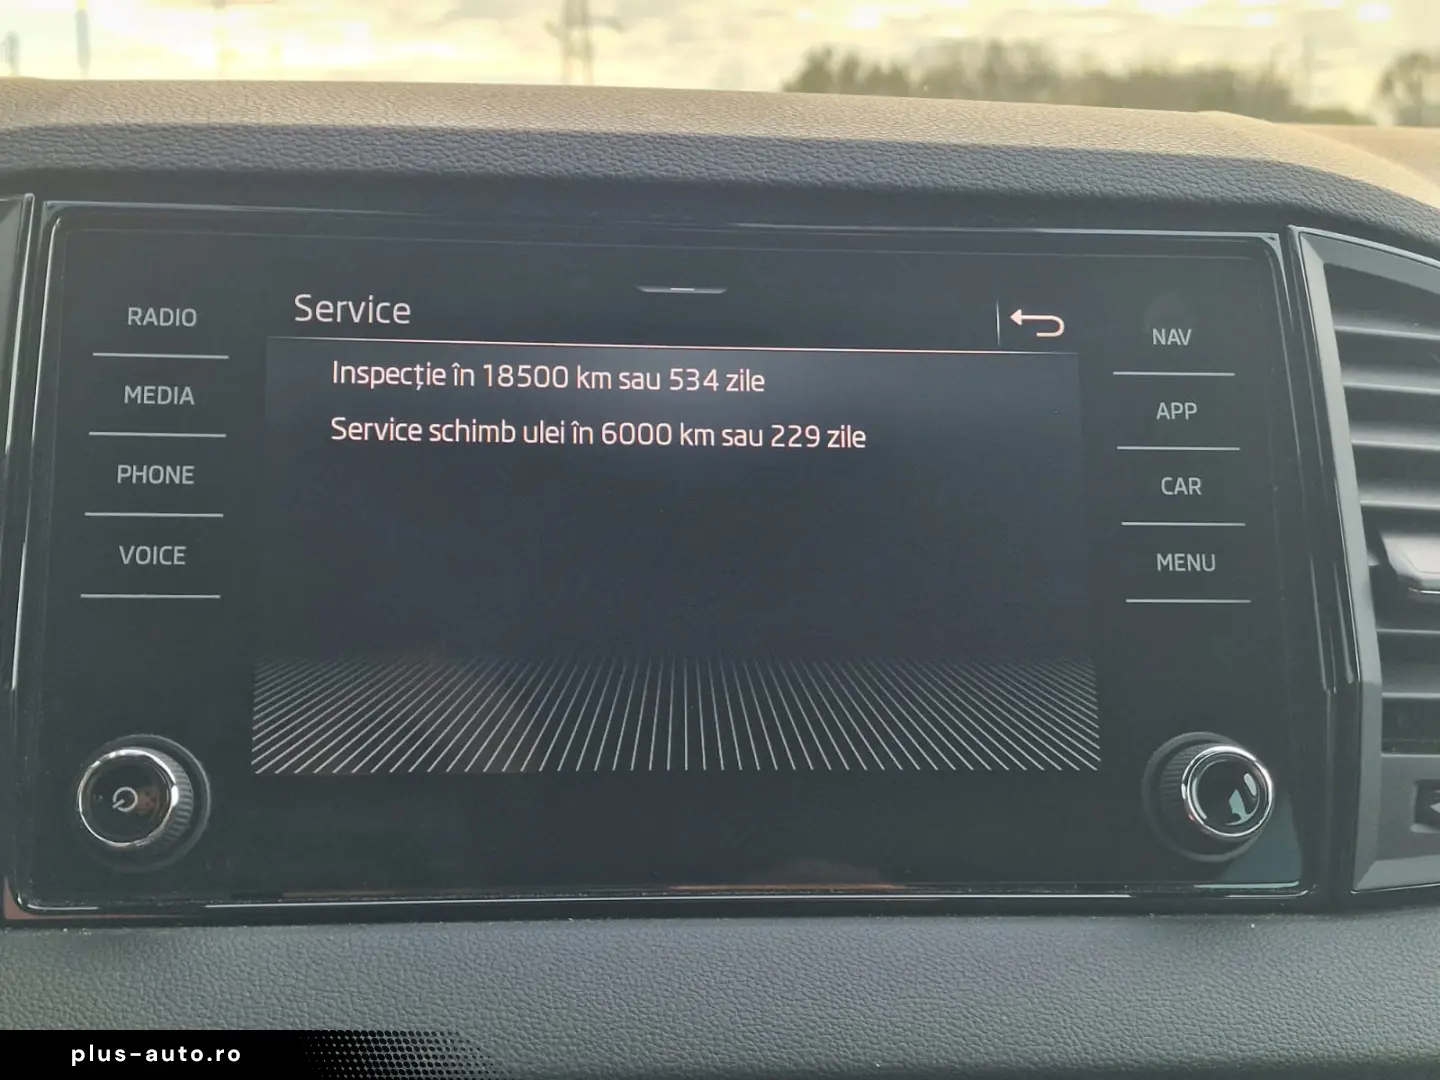 Service
RADIO
MEDIA
PHONE
VOICE
Inspecție în 18500 km sau 534 zile
Service schimb ulei în 6000 km sau 229 zile
NAV
APP
CAR
MENU
plus-auto.ro